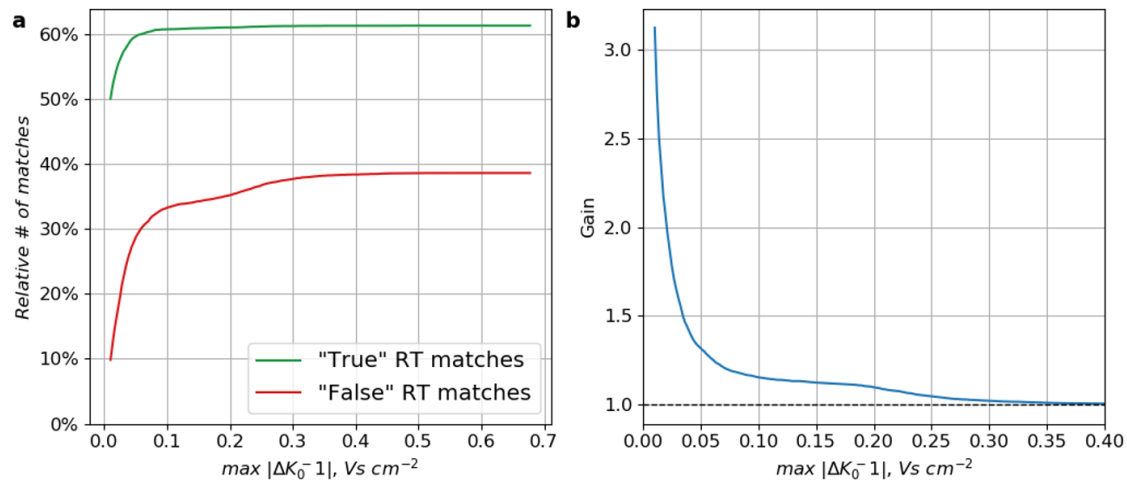 a
60%
50%
40%
30%
20%
10%
0%
Relative # of matches
"True" RT matches
"False" RT matches
0.0 0.1 0.2 0.3 0.4 0.5 0.6 0.7
max |ΔK₀⁻1|, Vs cm⁻²
b
3.0
2.5
2.0
1.5
1.0
Gain
0.00 0.05 0.10 0.15 0.20 0.25 0.30 0.35 0.40
max |ΔK₀⁻1|, Vs cm⁻²